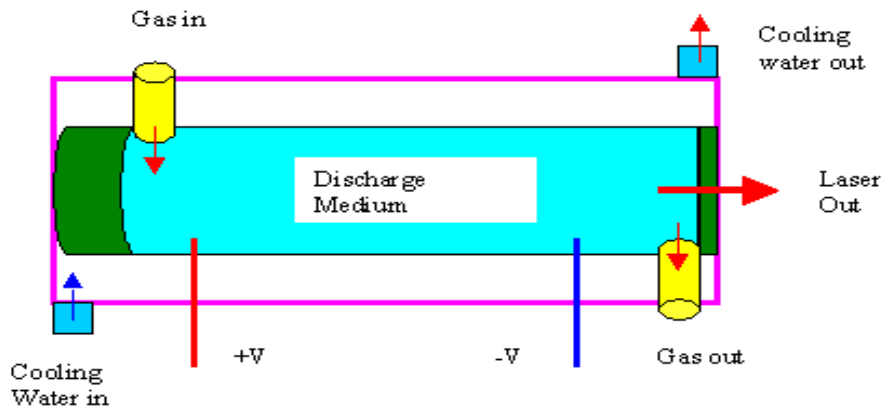 Gas in
Cooling
water out
Discharge
Medium
Laser
Out
+V
-V
Gas out
Cooling
Water in